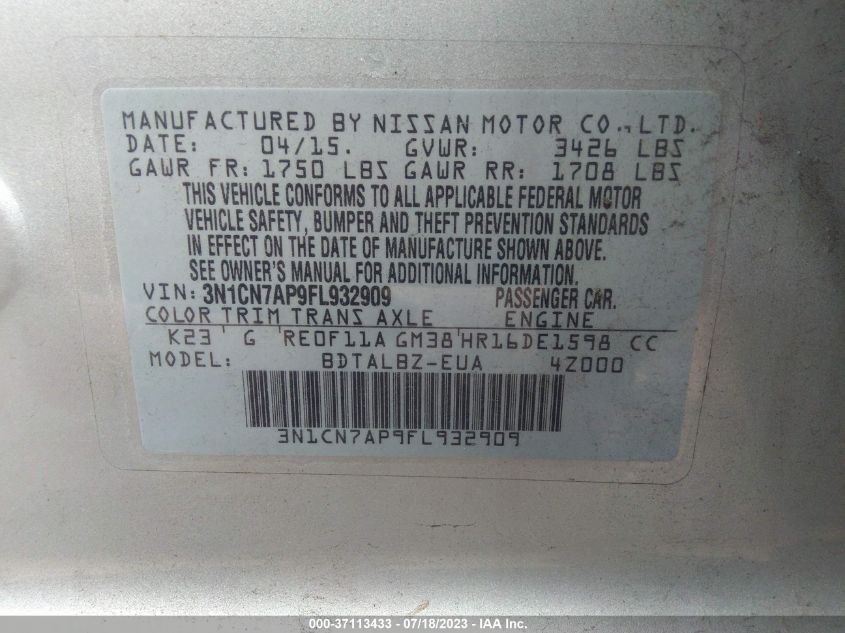 MANUFACTURED BY NISSAN MOTOR CO., LTD.
DATE: 04/15. GVWR: 3426 LBS
GAWR FR: 1750 LBS GAWR RR: 1708 LBS
THIS VEHICLE CONFORMS TO ALL APPLICABLE FEDERAL MOTOR
VEHICLE SAFETY, BUMPER AND THEFT PREVENTION STANDARDS
IN EFFECT ON THE DATE OF MANUFACTURE SHOWN ABOVE.
SEE OWNER'S MANUAL FOR ADDITIONAL INFORMATION.
VIN: 3N1CN7AP9FL932909 PASSENGER CAR.
COLOR TRIM TRANS AXLE ENGINE
K23 G RE0F11A GM38 HR16DE1598 CC
MODEL: BDTALBZ-EUA 4Z000
3N1CN7AP9FL932909
000-37113433 - 07/18/2023 - IAA Inc.